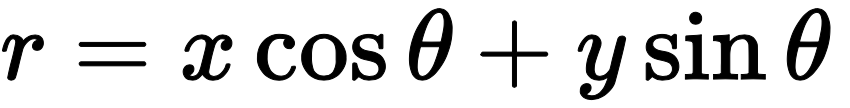 r = x cos θ + y sin θ